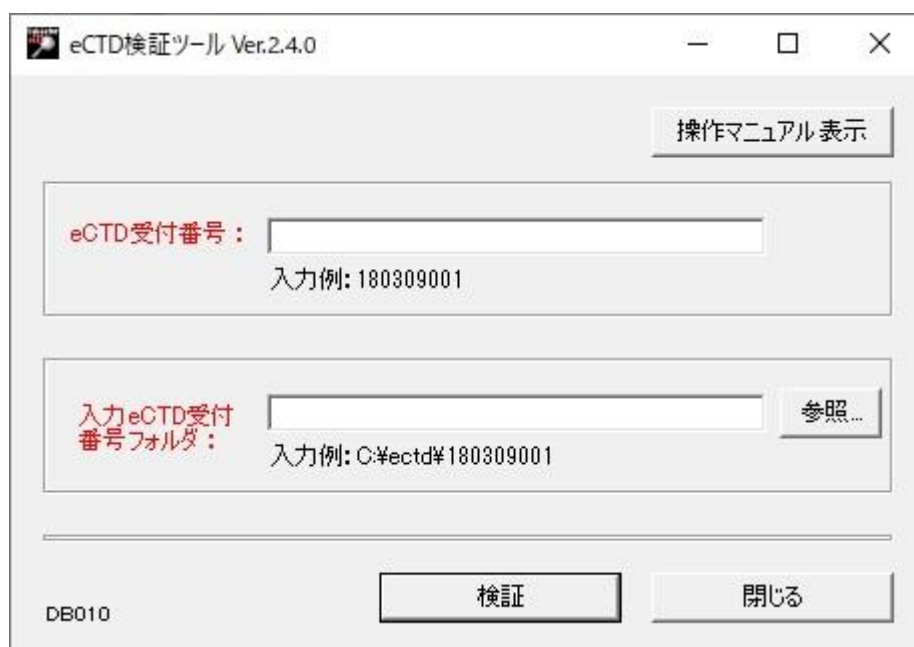 eCTD検証ツール Ver.2.4.0
操作マニュアル表示
eCTD受付番号：
入力例: 180309001
入力eCTD受付
番号フォルダ：
参照...
入力例: C:¥ectd¥180309001
DB010
検証
閉じる